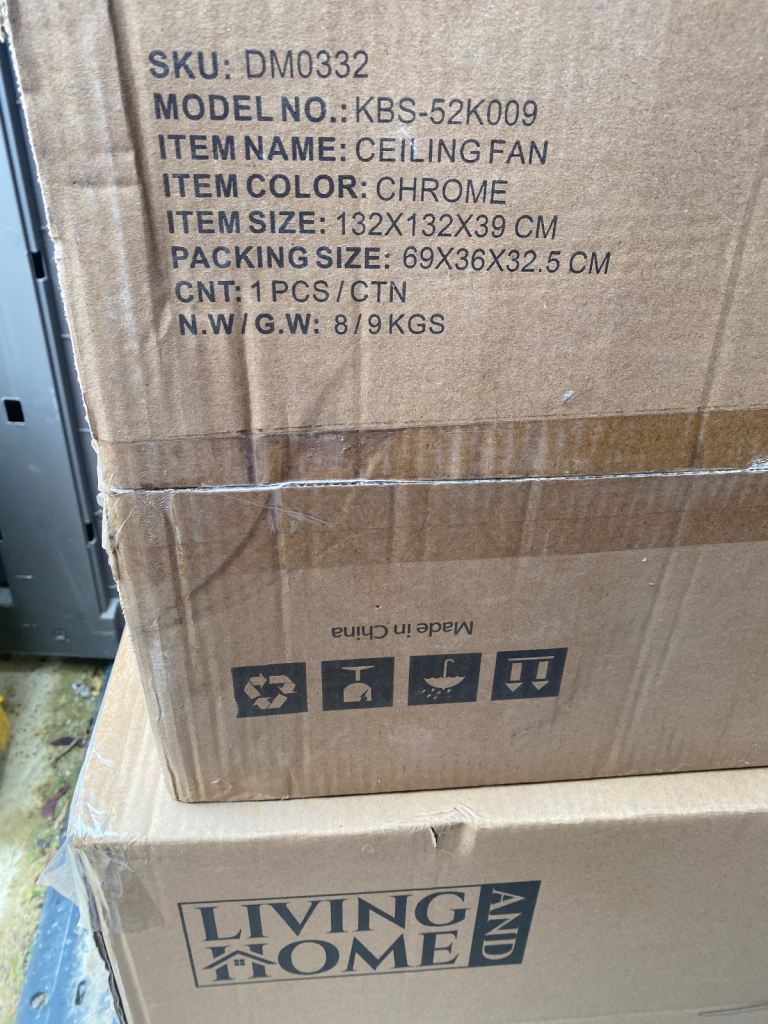 SKU: DM0332
MODEL NO.: KBS-52K009
ITEM NAME: CEILING FAN
ITEM COLOR: CHROME
ITEM SIZE: 132X132X39 CM
PACKING SIZE: 69X36X32.5 CM
CNT: 1 PCS / CTN
N.W / G.W: 8 / 9 KGS
Made in China
LIVING AND
HOME